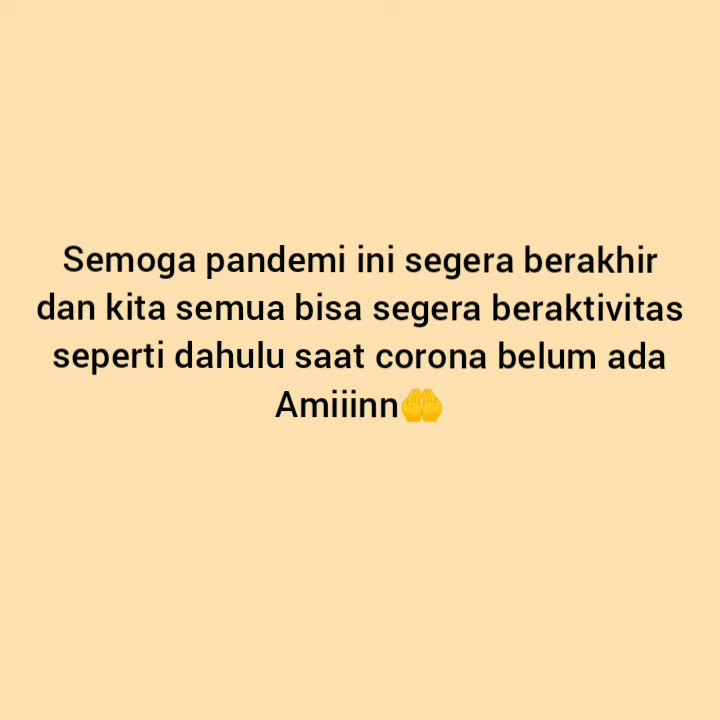 Semoga pandemi ini segera berakhir
dan kita semua bisa segera beraktivitas
seperti dahulu saat corona belum ada
Amiiinn🤲